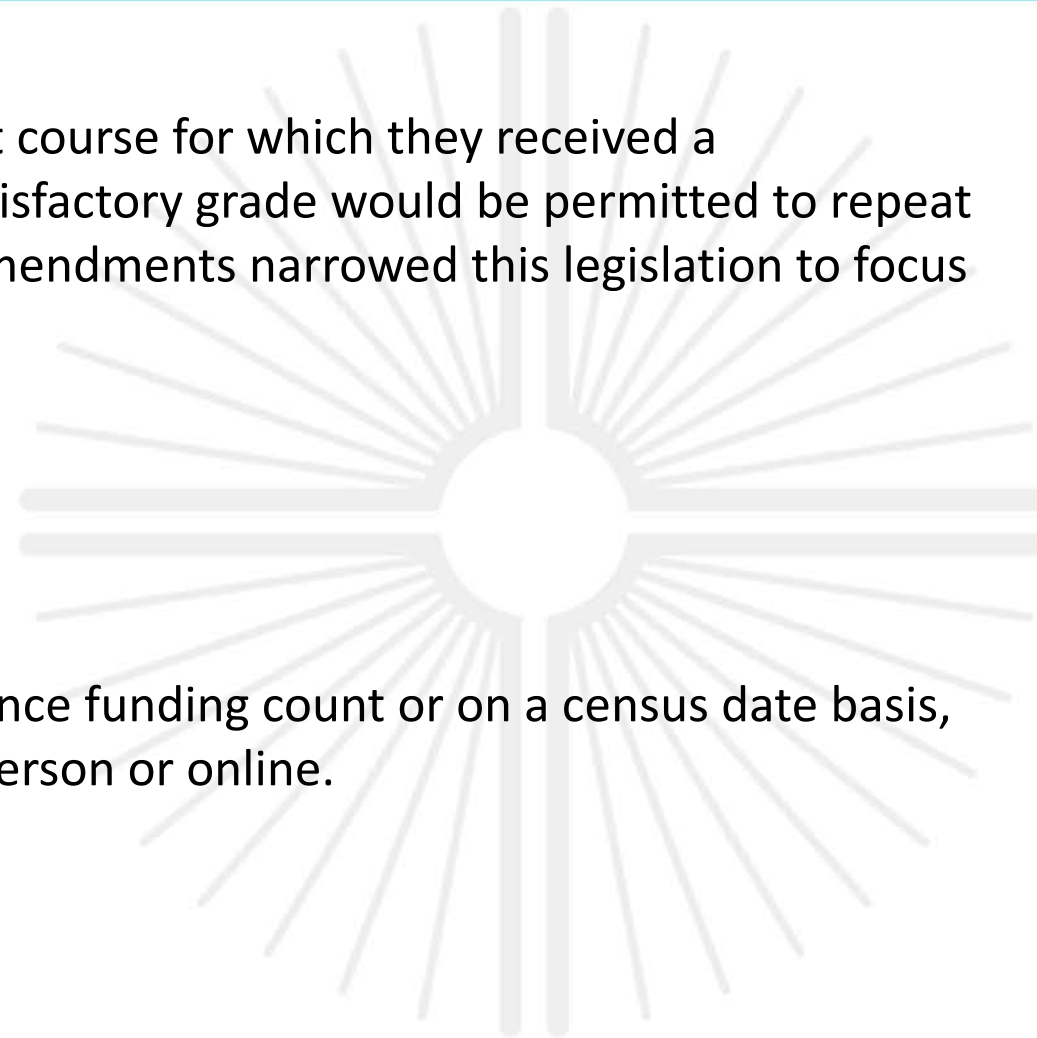 course for which they received a
isfactory grade would be permitted to repeat
mendments narrowed this legislation to focus
nce funding count or on a census date basis,
erson or online.